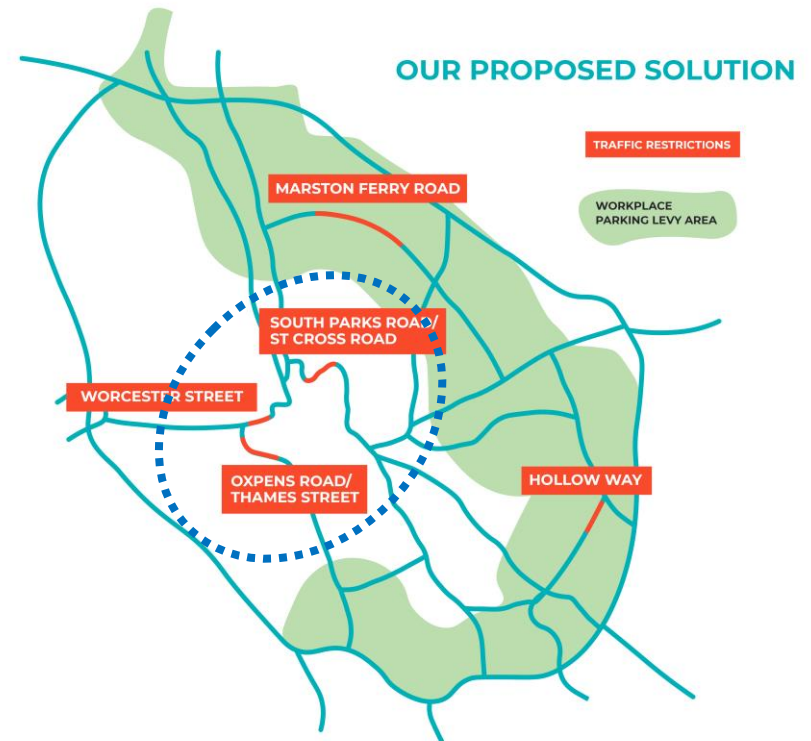 OUR PROPOSED SOLUTION
TRAFFIC RESTRICTIONS
MARSTON FERRY ROAD
WORKPLACE
PARKING LEVY AREA
SOUTH PARKS ROAD/
ST CROSS ROAD
WORCESTER STREET
OXPENS ROAD/
THAMES STREET
HOLLOW WAY